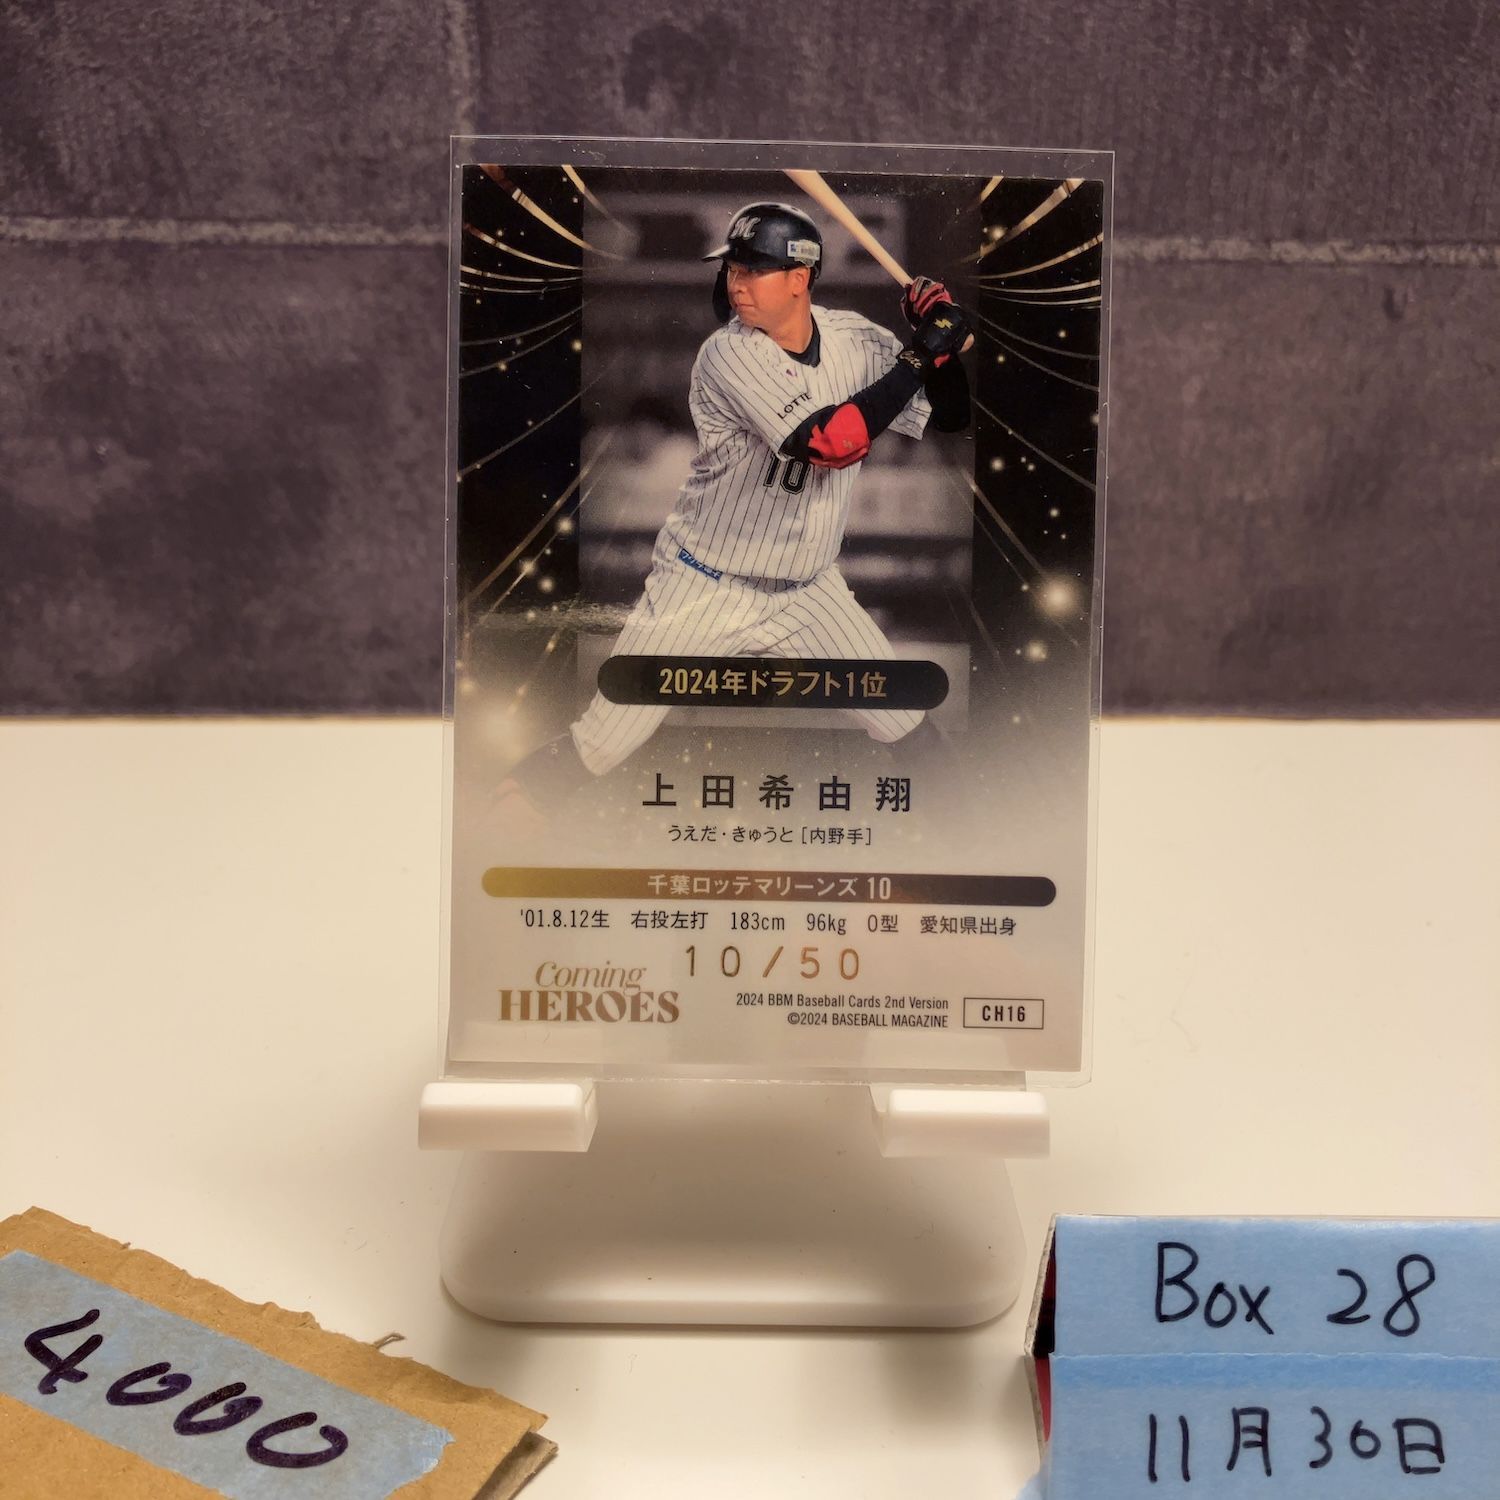 M
LOTTE
10
2024年ドラフト1位
上田希由翔
うえだ・きゅうと[内野手]
千葉ロッテマリーンズ 10
'01.8.12生 右投左打 183cm 96kg O型 愛知県出身
10/50
Coming
HEROES
2024 BBM Baseball Cards 2nd Version
©2024 BASEBALL MAGAZINE
CH16
4000
Box 28
11月30日